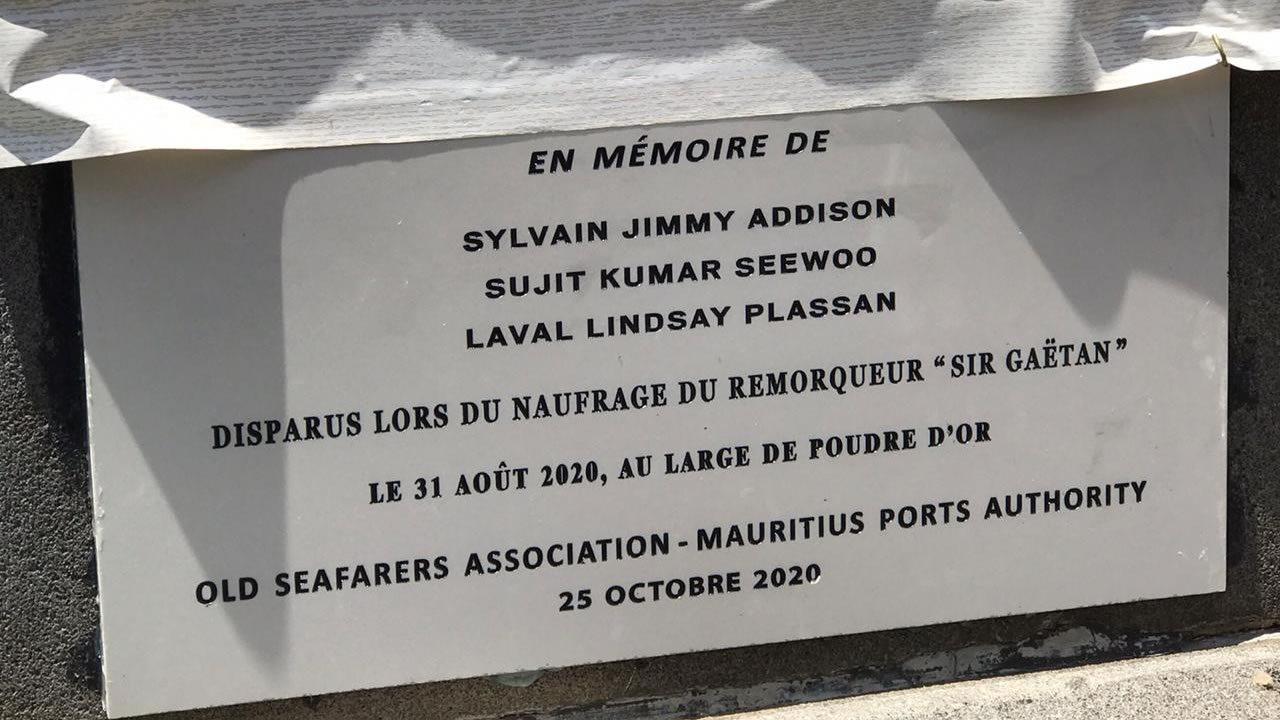 EN MÉMOIRE DE
SYLVAIN JIMMY ADDISON
SUJIT KUMAR SEEWOO
LAVAL LINDSAY PLASSAN
DISPARUS LORS DU NAUFRAGE DU REMORQUEUR “SIR GAËTAN”
LE 31 AOÛT 2020, AU LARGE DE POUDRE D’OR
OLD SEAFARERS ASSOCIATION - MAURITIUS PORTS AUTHORITY
25 OCTOBRE 2020